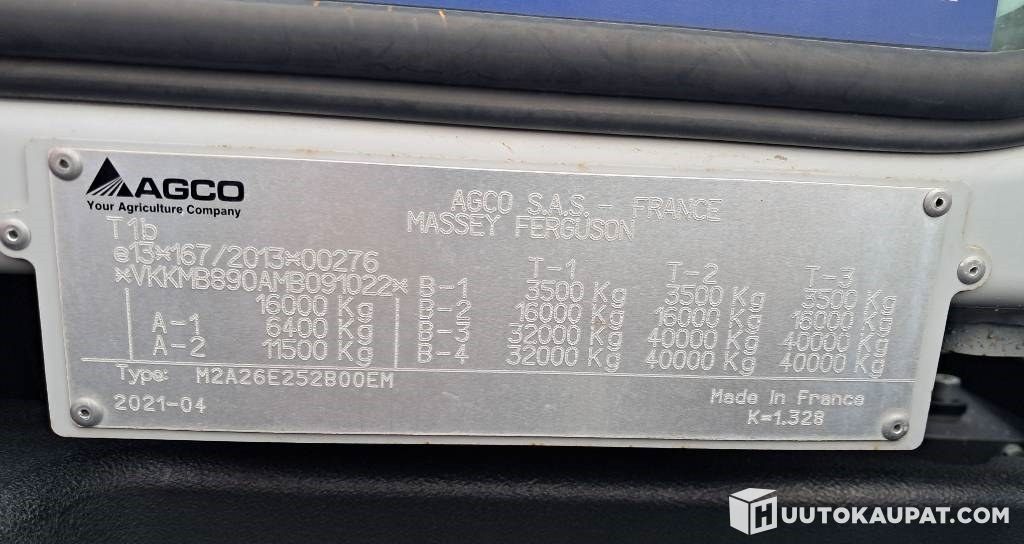 AGCO
Your Agriculture Company
AGCO S.A.S. - FRANCE
MASSEY FERGUSON
T1b
e13*167/2013*00276
*VKKMB890AMB091022*
16000 Kg
A-1 6400 Kg
A-2 11500 Kg
T-1 T-2 T-3
B-1 3500 Kg 3500 Kg 3500 Kg
B-2 16000 Kg 16000 Kg 16000 Kg
B-3 32000 Kg 40000 Kg 40000 Kg
B-4 32000 Kg 40000 Kg 40000 Kg
Type: M2A26E252B00EM
2021-04
Made in France
K=1.328
HUUTOKAUPAT.COM